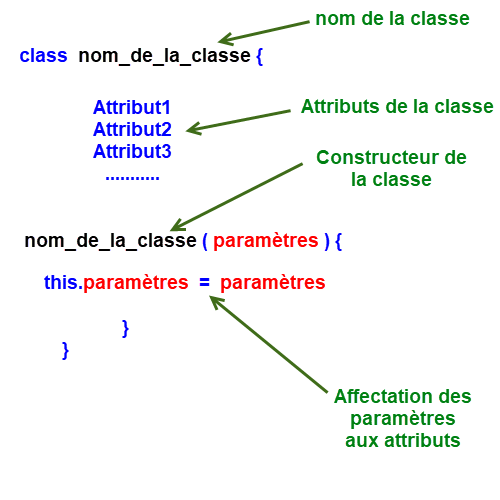 nom de la classe
class nom_de_la_classe {
Attribut1
Attributs de la classe
Attribut2
Attribut3
...........
Constructeur de
la classe
nom_de_la_classe ( paramètres ) {
this.paramètres = paramètres
}
}
Affectation des
paramètres
aux attributs